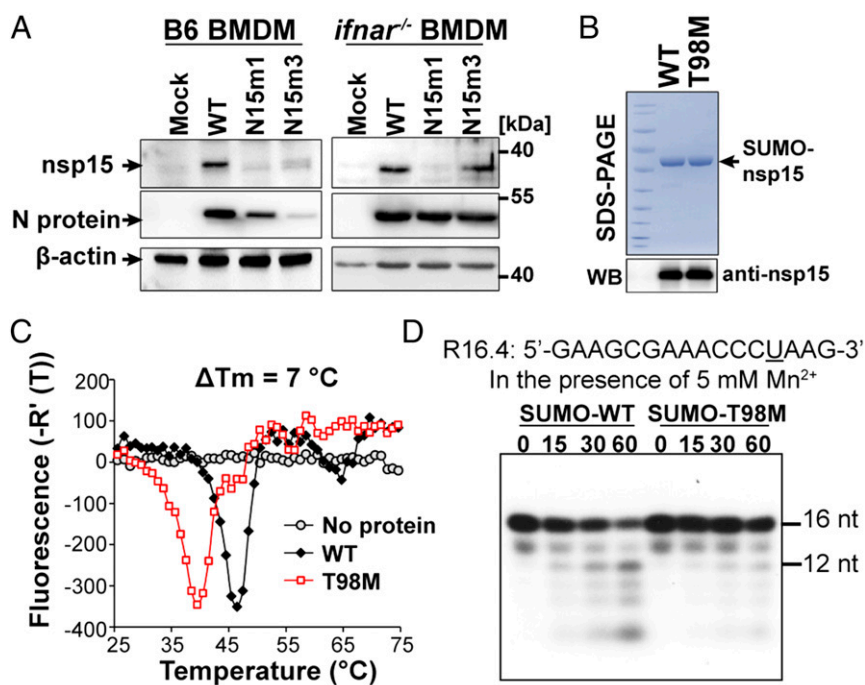 A
B6 BMDM
ifnar-/- BMDM
Mock
WT
N15m1
N15m3
Mock
WT
N15m1
N15m3
[kDa]
nsp15
40
55
N protein
β-actin
40
B
WT
T98M
SDS-PAGE
SUMO-
nsp15
WB
anti-nsp15
C
ΔTm = 7 °C
Fluorescence (-R' (T))
200
100
0
-100
-200
-300
-400
No protein
WT
T98M
25
35
45
55
65
75
Temperature (°C)
D
R16.4: 5'-GAAGCGAAACCCUAAG-3'
In the presence of 5 mM Mn2+
SUMO-WT SUMO-T98M
0 15 30 60 0 15 30 60
16 nt
12 nt